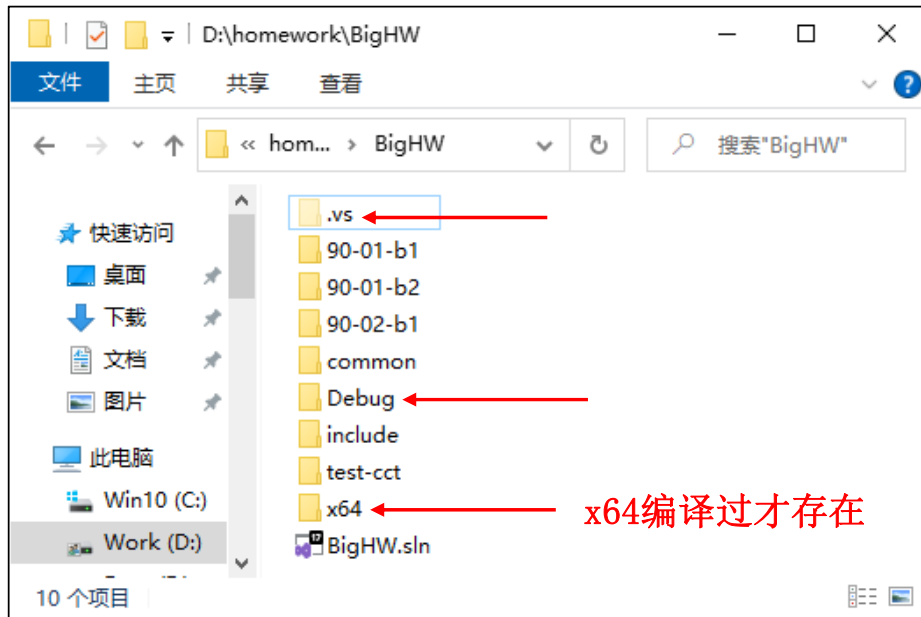 D:\homework\BigHW
文件 主页 共享 查看
« hom... › BigHW
搜索"BigHW"
快速访问
桌面
下载
文档
图片
此电脑
Win10 (C:)
Work (D:)
.vs
90-01-b1
90-01-b2
90-02-b1
common
Debug
include
test-cct
x64
BigHW.sln
x64编译过才存在
10 个项目